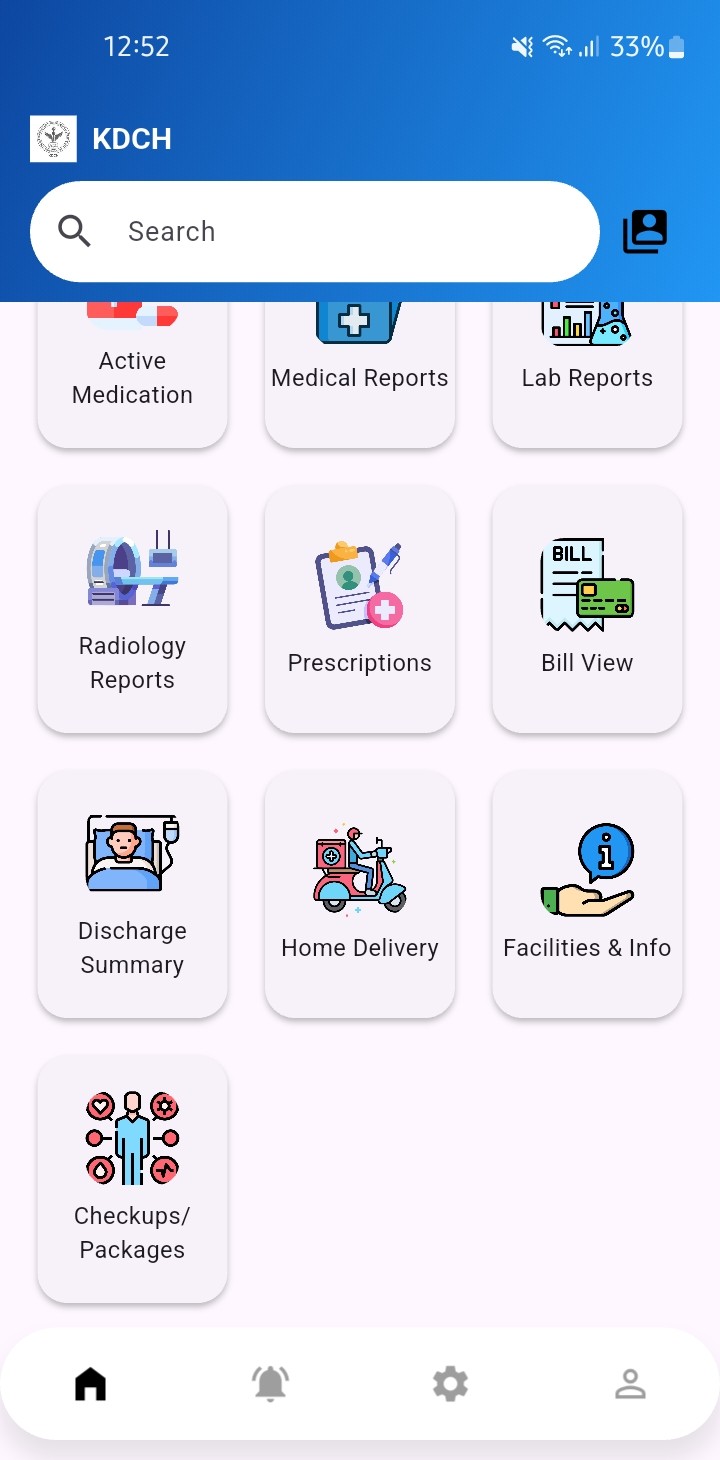 12:52
33%
KDCH
Search
Active
Medication
Medical Reports
Lab Reports
Radiology
Reports
Prescriptions
BILL
Bill View
Discharge
Summary
Home Delivery
i
Facilities & Info
Checkups/
Packages